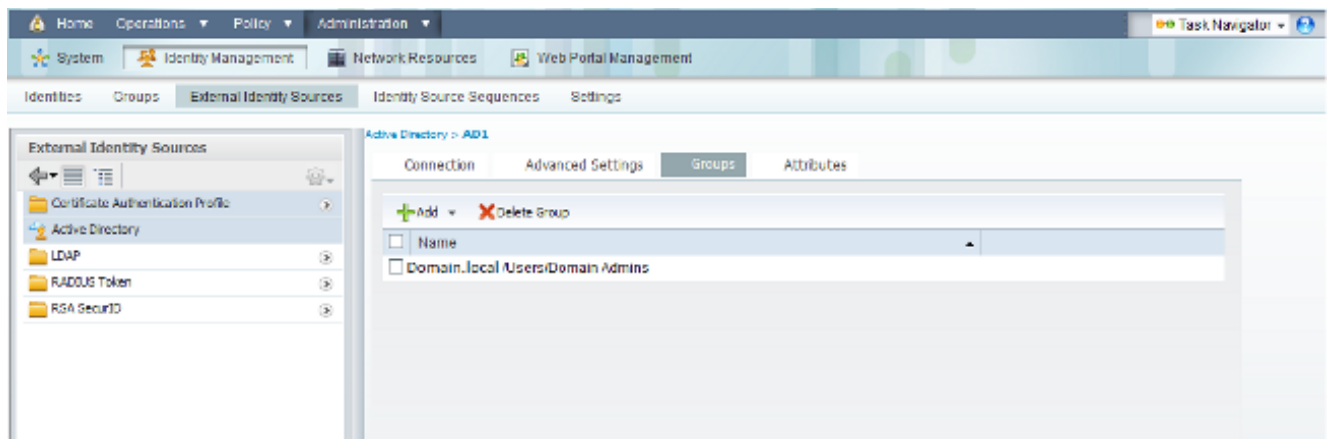 Home Operations Policy Administration Task Navigator
System Identity Management Network Resources Web Portal Management
Identities Groups External Identity Sources Identity Source Sequences Settings
External Identity Sources
Active Directory > AD1
Connection Advanced Settings Groups Attributes
Add Delete Group
Name
Domain.local/Users/Domain Admins
Certificate Authentication Profile
Active Directory
LDAP
RADIUS Token
RSA SecurID